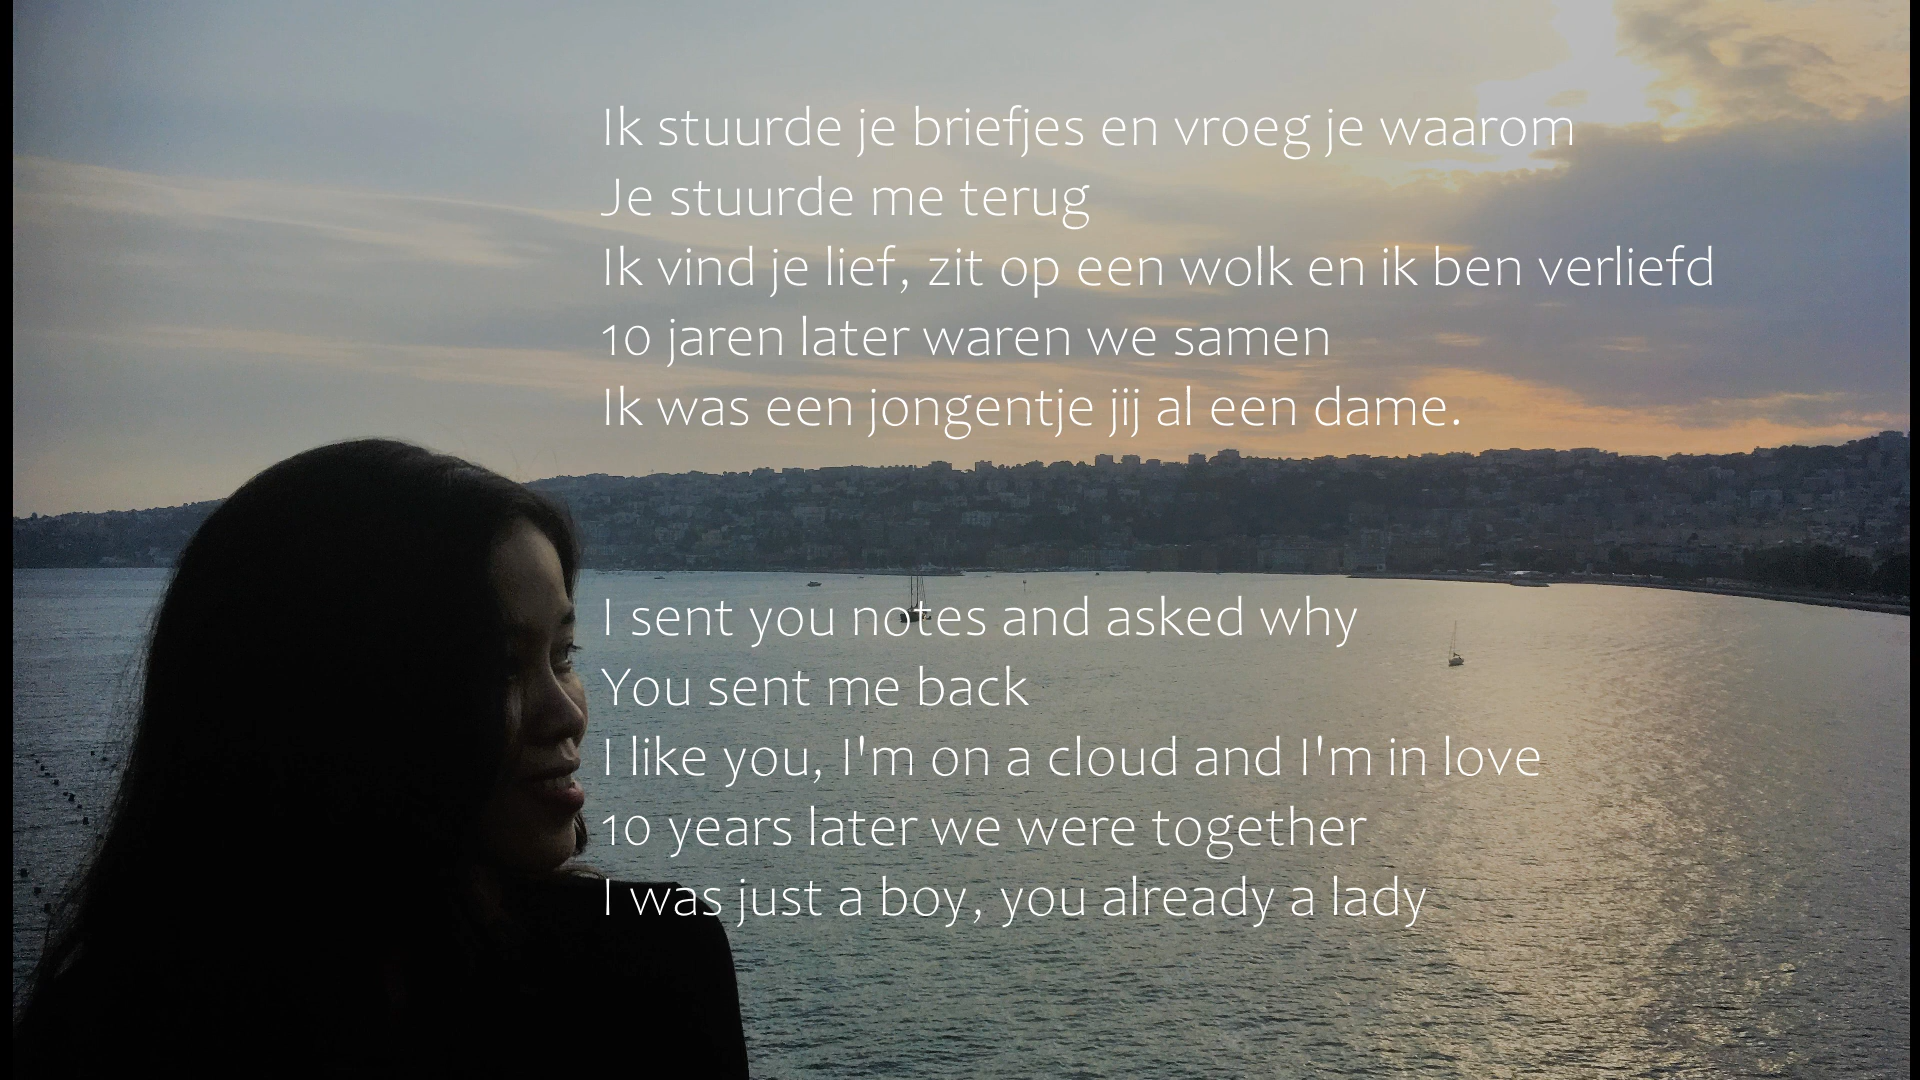 Ik stuurde je briefjes en vroeg je waarom
Je stuurde me terug
Ik vind je lief, zit op een wolk en ik ben verliefd
10 jaren later waren we samen
Ik was een jongentje jij al een dame.
I sent you notes and asked why
You sent me back
I like you, I'm on a cloud and I'm in love
10 years later we were together
I was just a boy, you already a lady